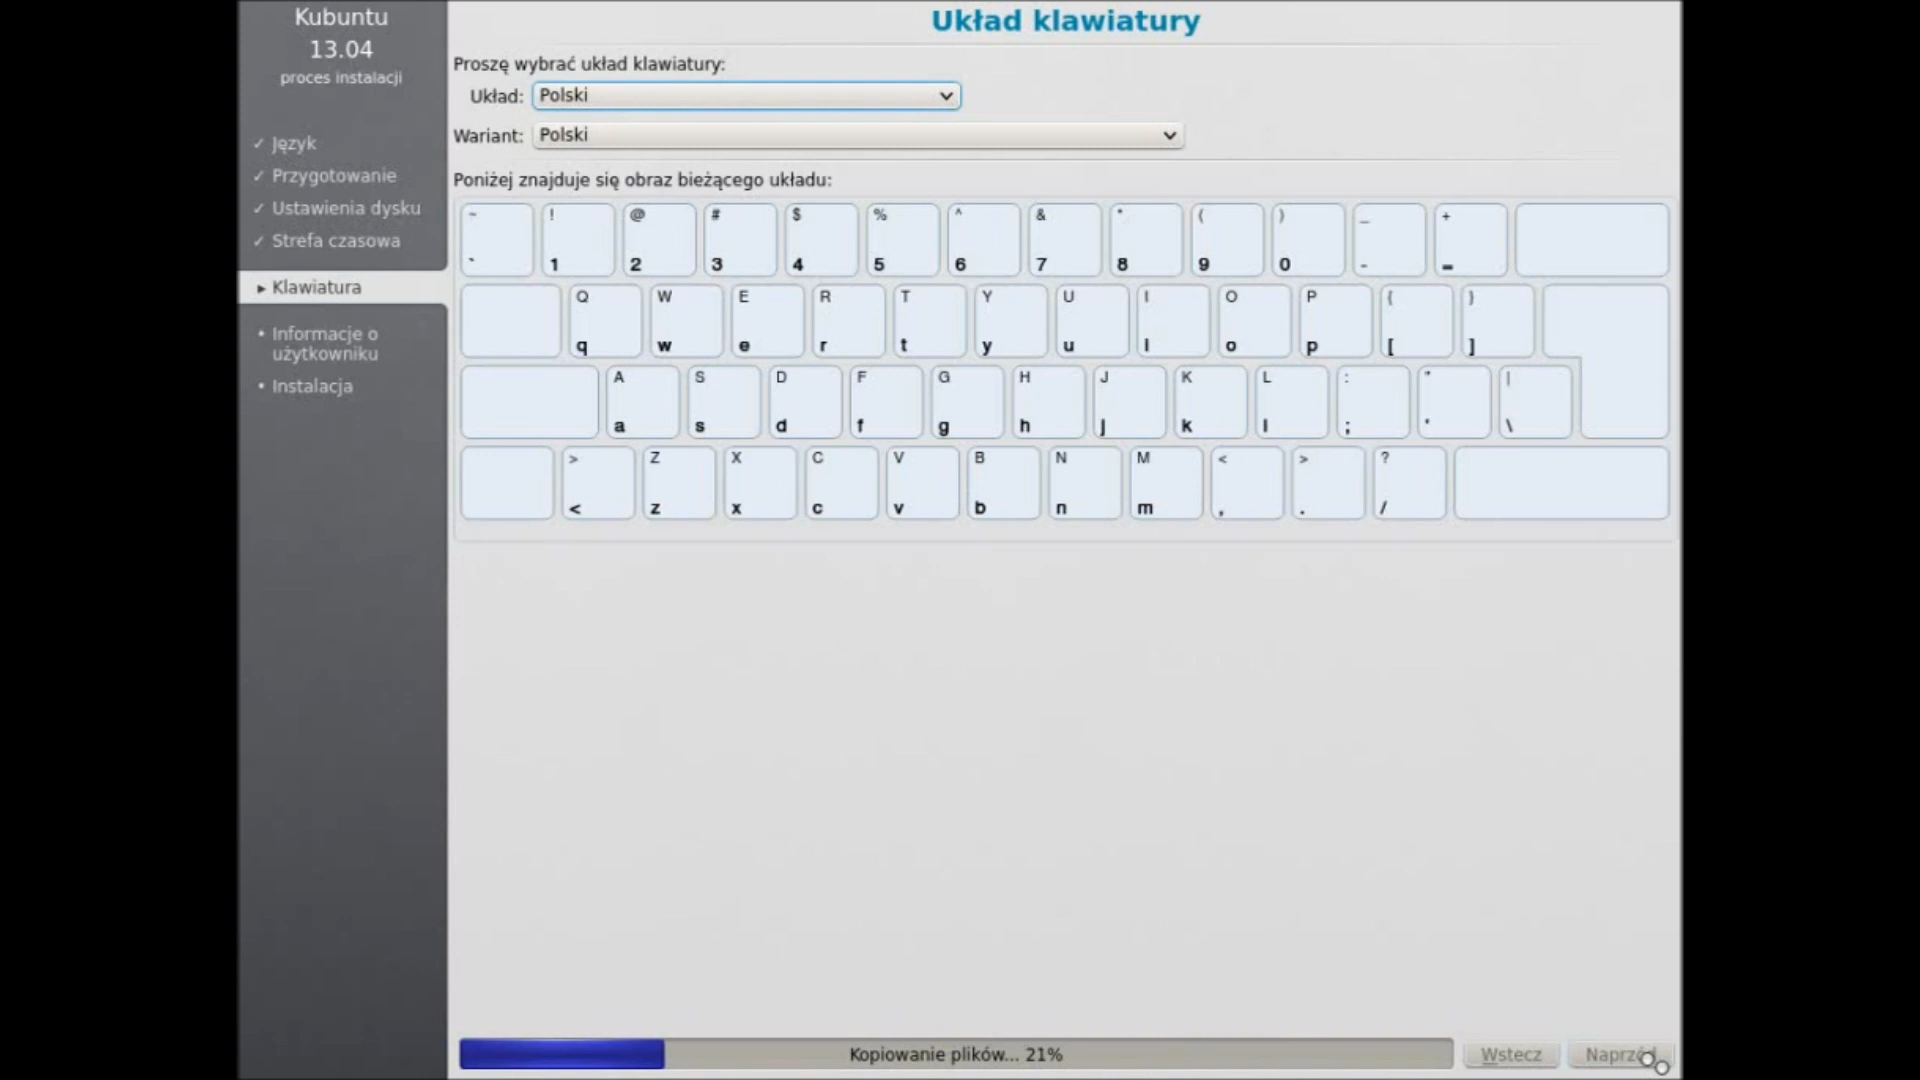 Kubuntu
13.04
proces instalacji
✓ Język
✓ Przygotowanie
✓ Ustawienia dysku
✓ Strefa czasowa
▸ Klawiatura
• Informacje o
użytkowniku
• Instalacja
Układ klawiatury
Proszę wybrać układ klawiatury:
Układ: Polski
Wariant: Polski
Poniżej znajduje się obraz bieżącego układu:
~ ! @ # $ % ^ & * ( ) _ +
` 1 2 3 4 5 6 7 8 9 0 - =
Q W E R T Y U I O P { }
q w e r t y u i o p [ ]
A S D F G H J K L : " |
a s d f g h j k l ; ' \
> Z X C V B N M < > ?
< z x c v b n m , . /
Kopiowanie plików... 21%
Wstecz
Naprzód